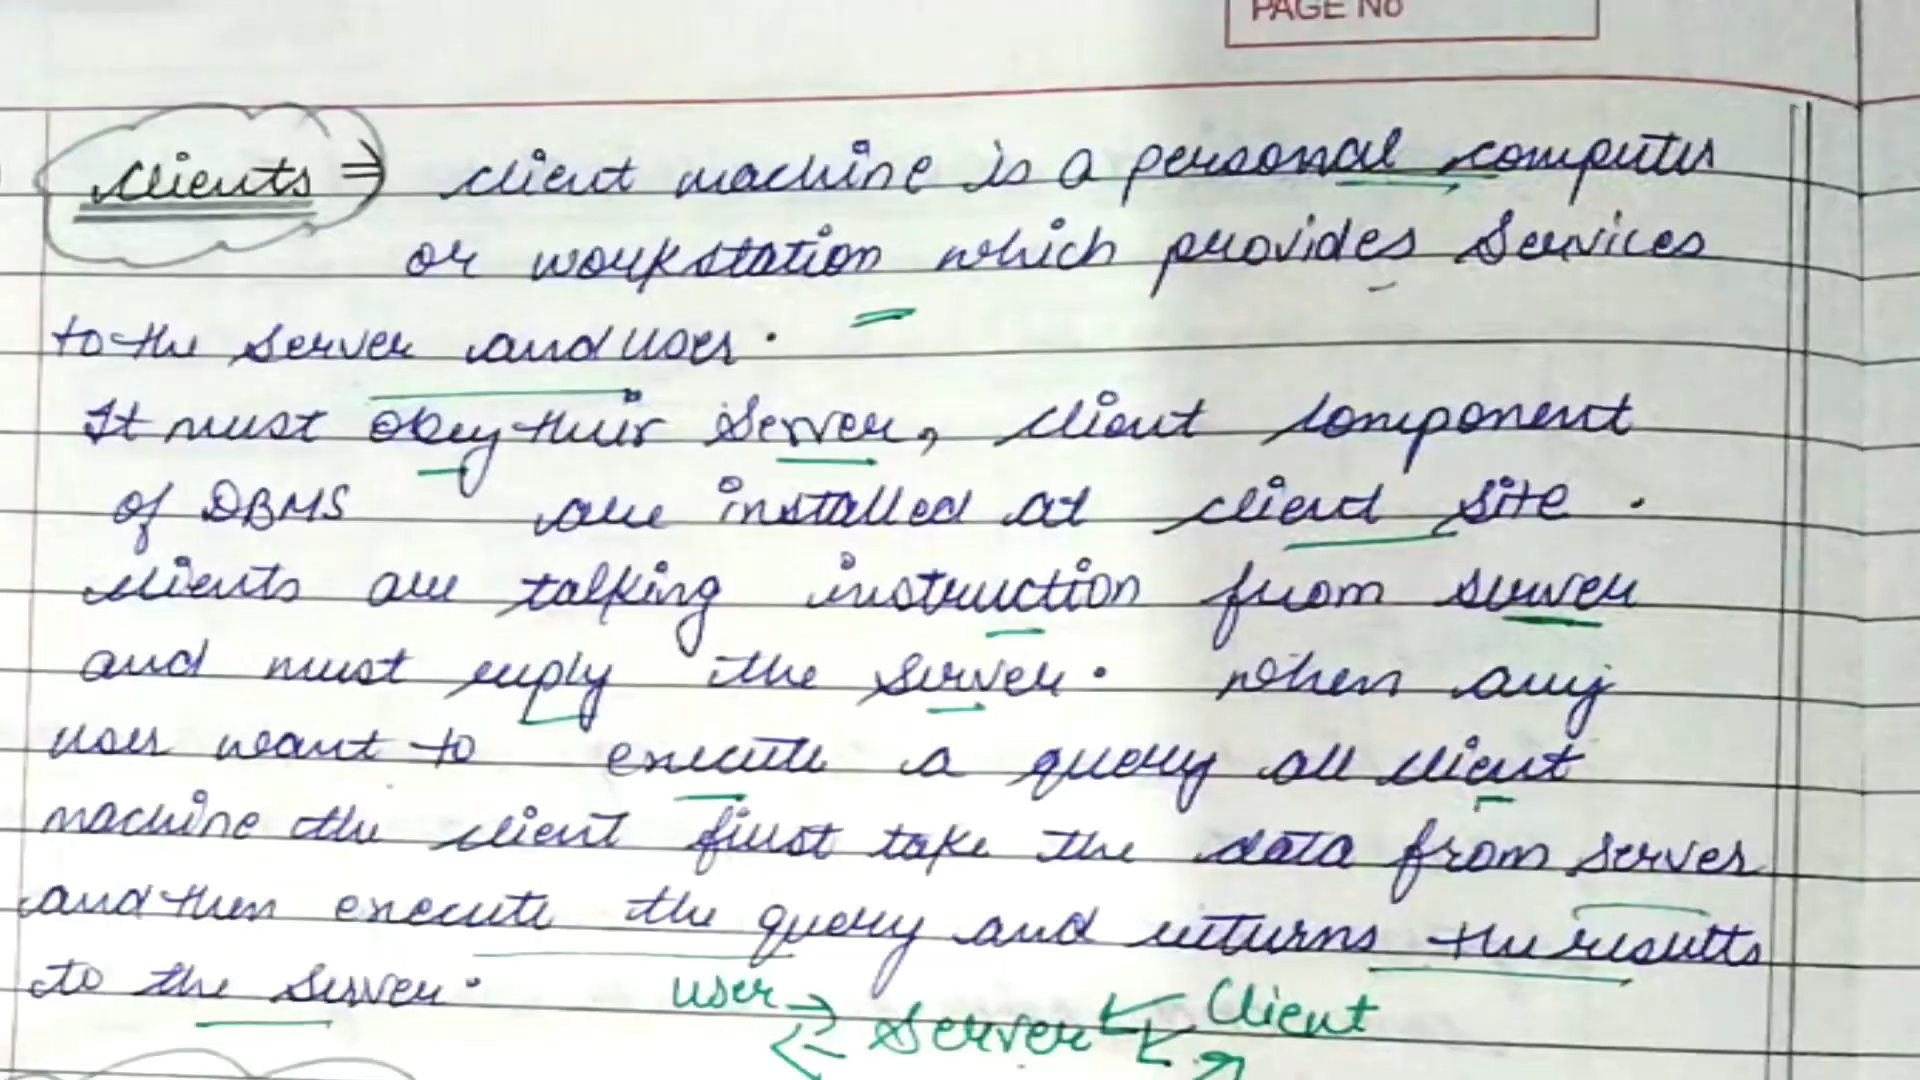 PAGE No
Clients ⇒ client machine is a personal computer
or workstation which provides services
to the server and user.
It must obey their server, client component
of DBMS are installed at client site.
clients are talking instruction from server
and must reply the server. when any
user want to execute a query all client
machine the client first take the data from server
and then execute the query and returns the results
to the server.
user → Server ← Client